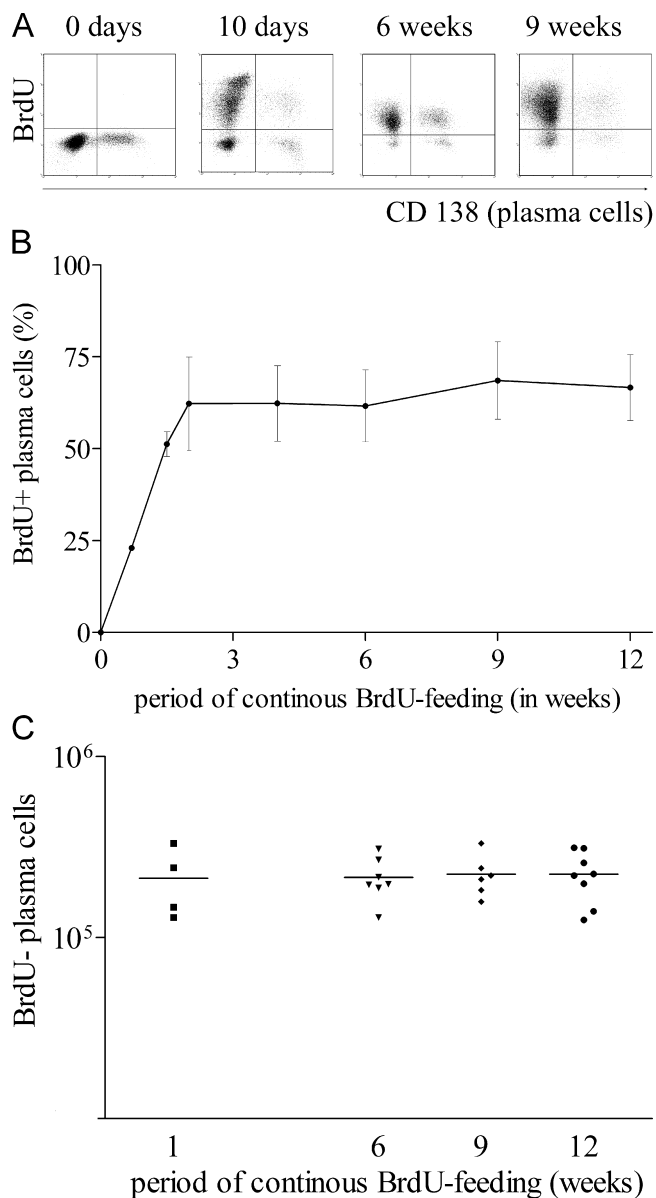 A 0 days 10 days 6 weeks 9 weeks
BrdU
CD 138 (plasma cells)
B
100
75
50
25
0
BrdU+ plasma cells (%)
0 3 6 9 12
period of continous BrdU-feeding (in weeks)
C
10⁶
10⁵
BrdU- plasma cells
1 6 9 12
period of continous BrdU-feeding (weeks)